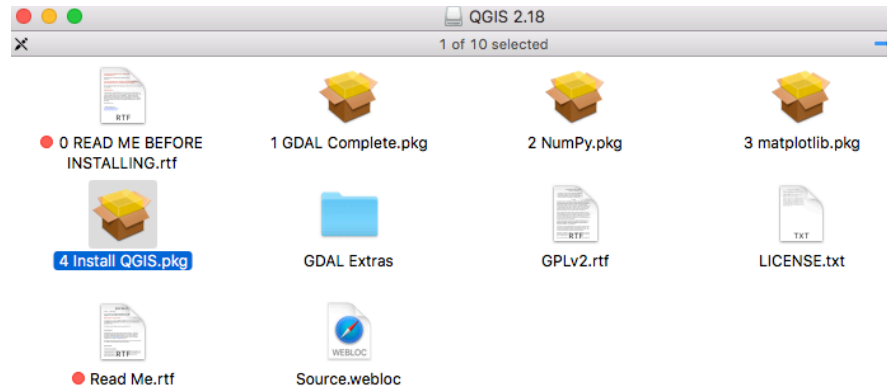 QGIS 2.18
1 of 10 selected
RTF
0 READ ME BEFORE
INSTALLING.rtf
1 GDAL Complete.pkg
2 NumPy.pkg
3 matplotlib.pkg
4 Install QGIS.pkg
GDAL Extras
RTF
GPLv2.rtf
TXT
LICENSE.txt
RTF
Read Me.rtf
WEBLOC
Source.webloc